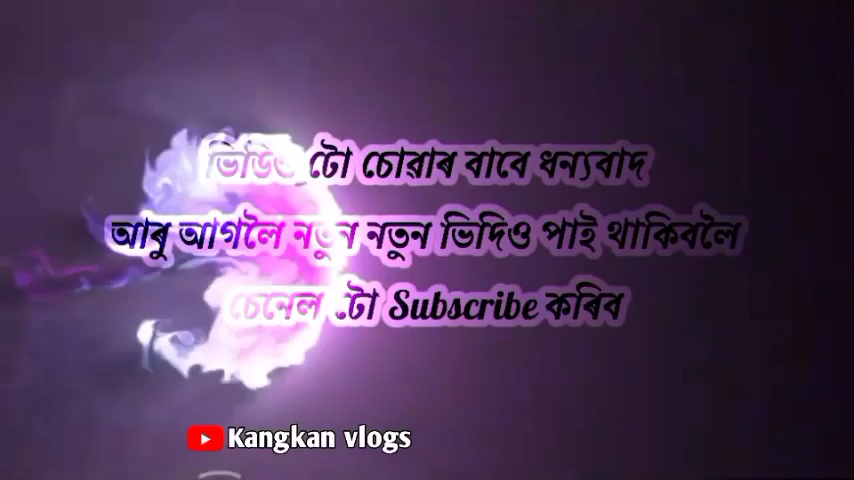 ভিডিও টো চোৱাৰ বাবে ধন্যবাদ
আৰু আগলৈ নতুন নতুন ভিদিও পাই থাকিবলৈ
চেনেল টো Subscribe কৰিব
Kangkan vlogs